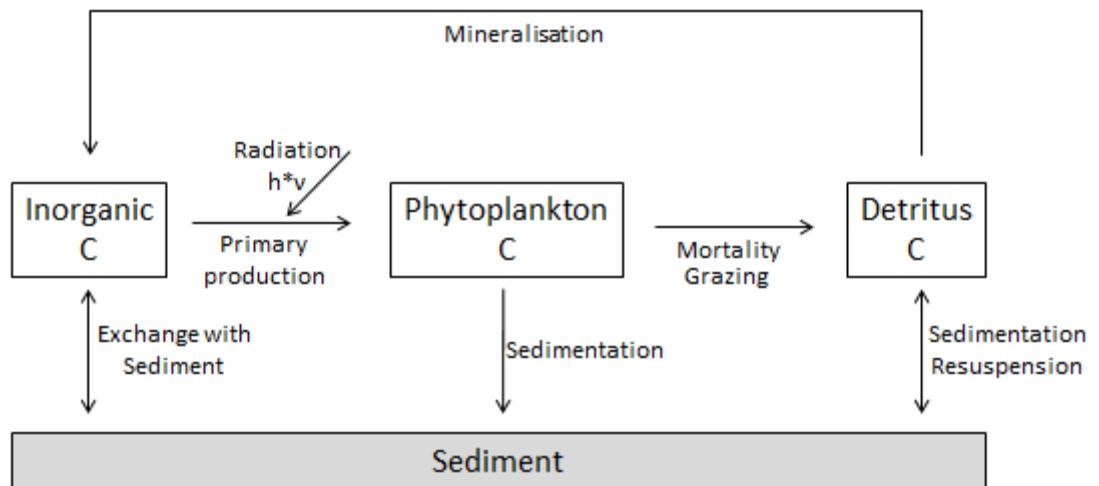 Mineralisation
Radiation
h*v
Inorganic
C
Primary
production
Phytoplankton
C
Mortality
Grazing
Detritus
C
Exchange with
Sediment
Sedimentation
Sedimentation
Resuspension
Sediment